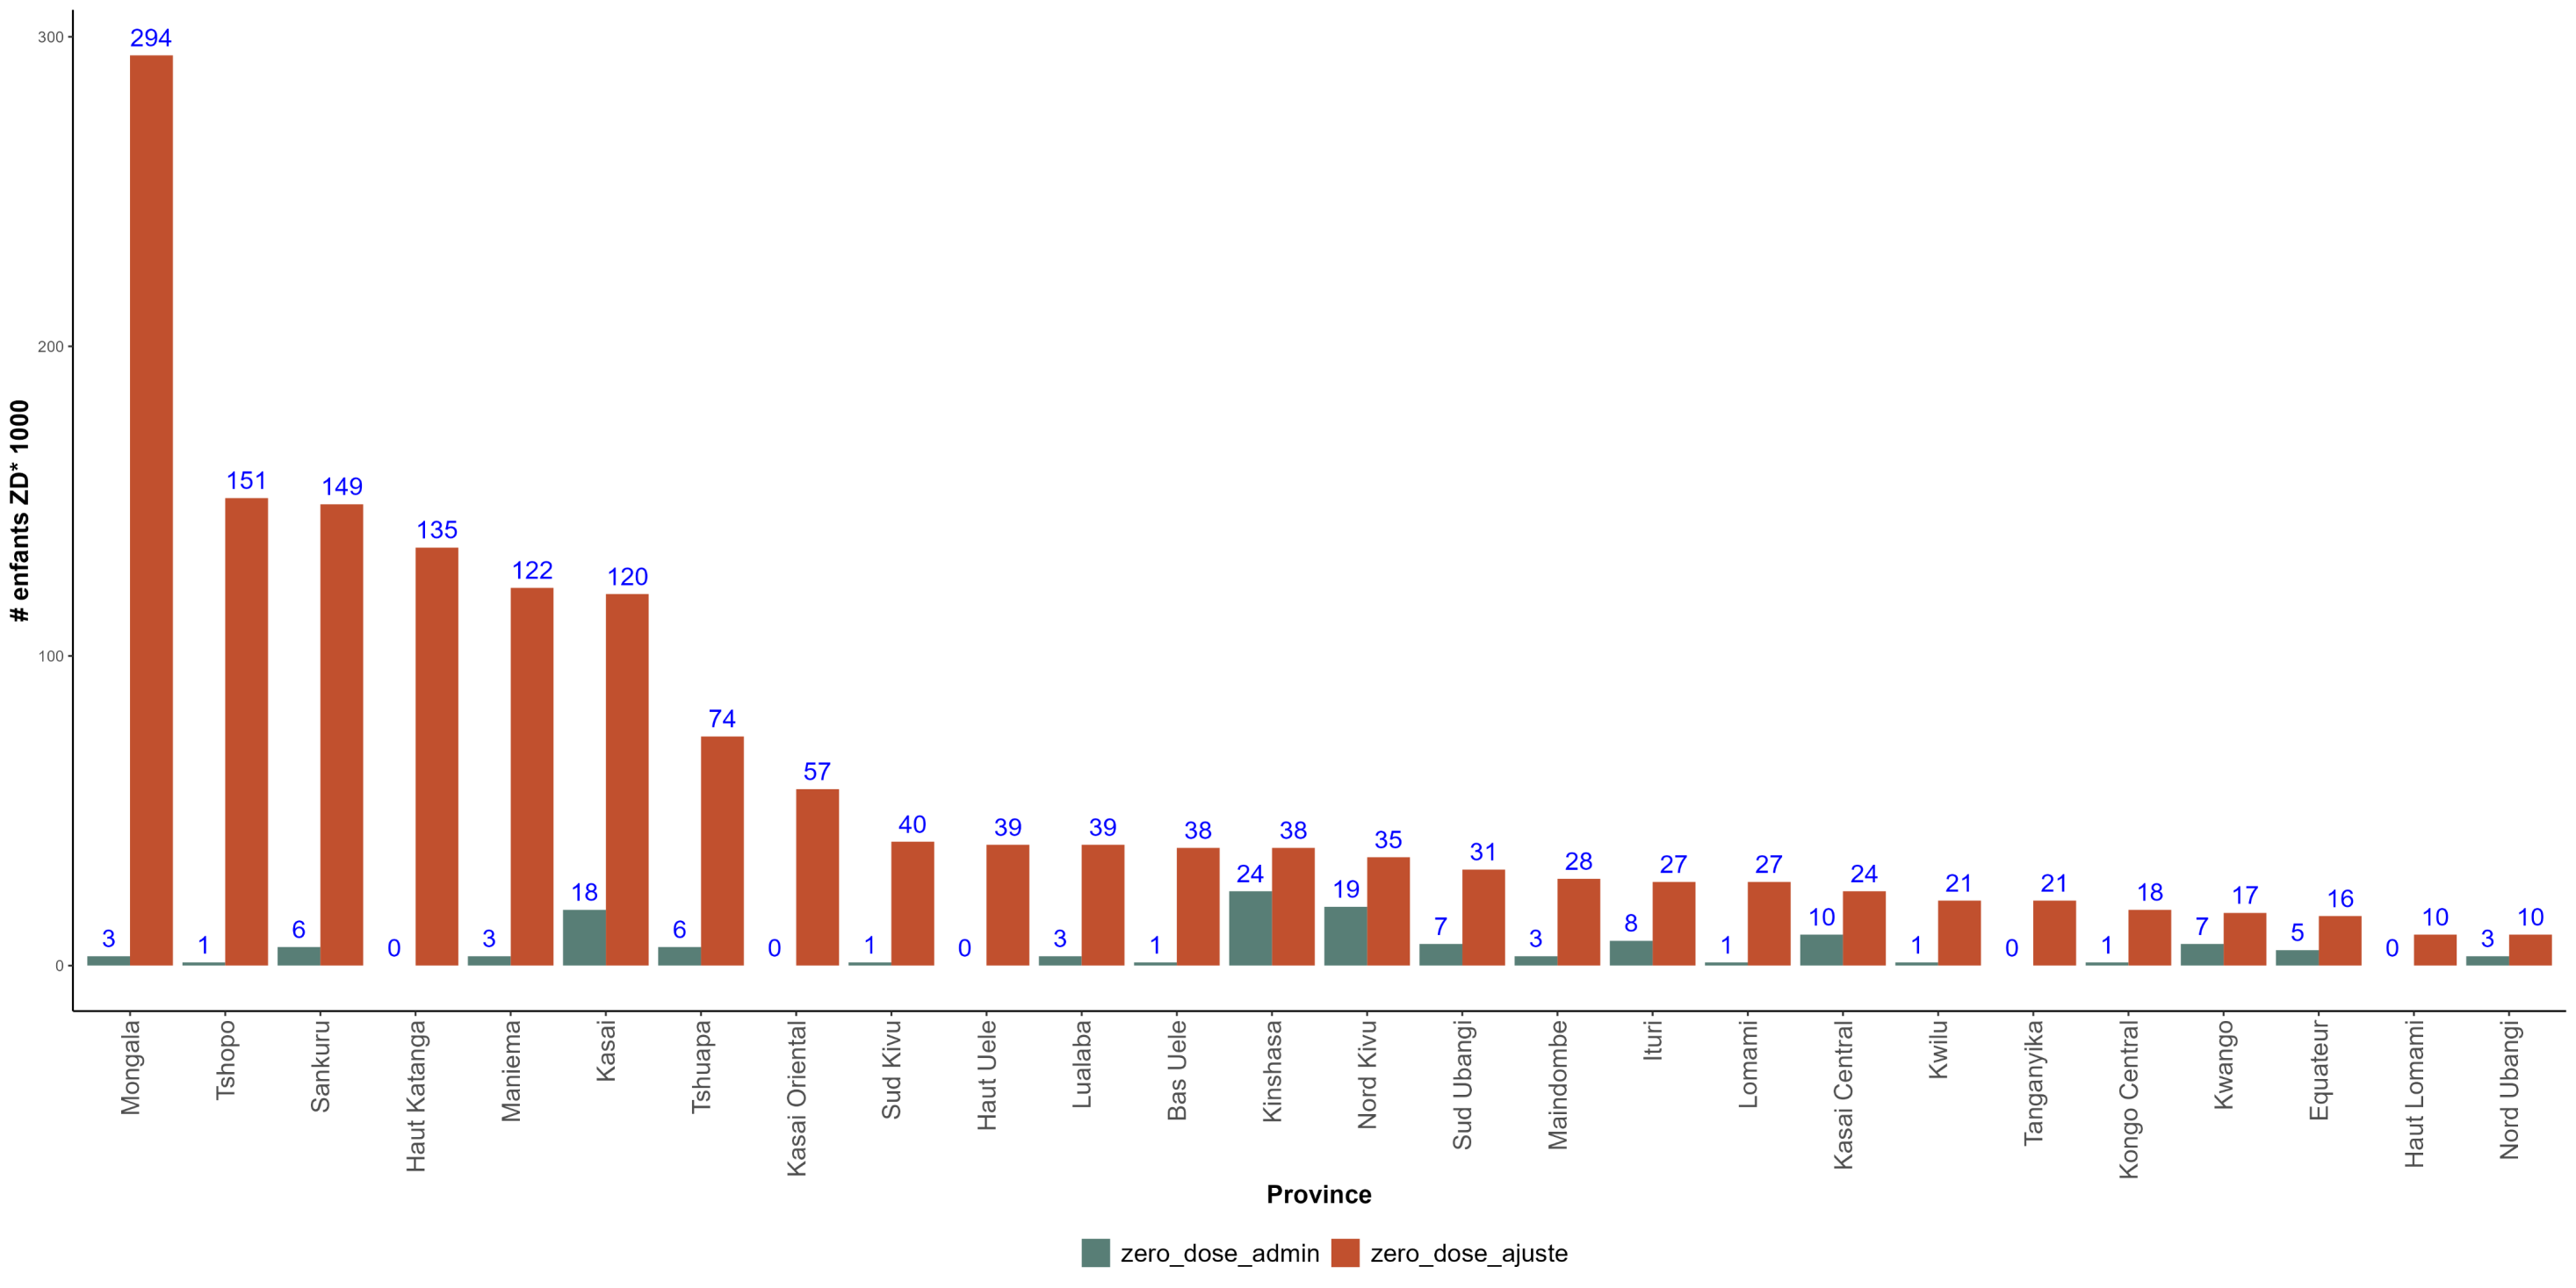 # enfants ZD* 1000
300
200
100
0
294
151
149
135
122
120
74
57
40
39
39
38
38
35
31
28
27
27
24
21
21
18
17
16
10
10
3
1
6
0
3
18
6
0
1
0
3
1
24
19
7
3
8
1
10
1
0
1
7
5
0
3
Mongala
Tshopo
Sankuru
Haut Katanga
Maniema
Kasai
Tshuapa
Kasai Oriental
Sud Kivu
Haut Uele
Lualaba
Bas Uele
Kinshasa
Nord Kivu
Sud Ubangi
Maindombe
Ituri
Lomami
Kasai Central
Kwilu
Tanganyika
Kongo Central
Kwango
Equateur
Haut Lomami
Nord Ubangi
Province
zero_dose_admin
zero_dose_ajuste